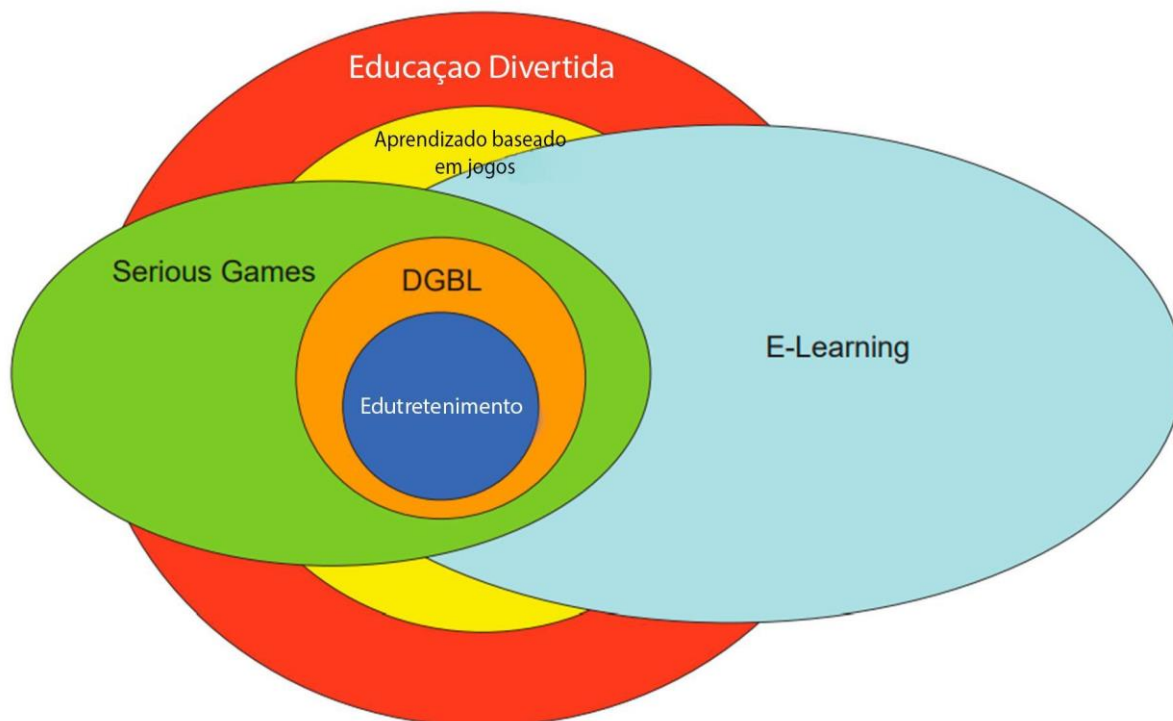 Educaçao Divertida
Aprendizado baseado
em jogos
Serious Games
DGBL
E-Learning
Edutretenimento